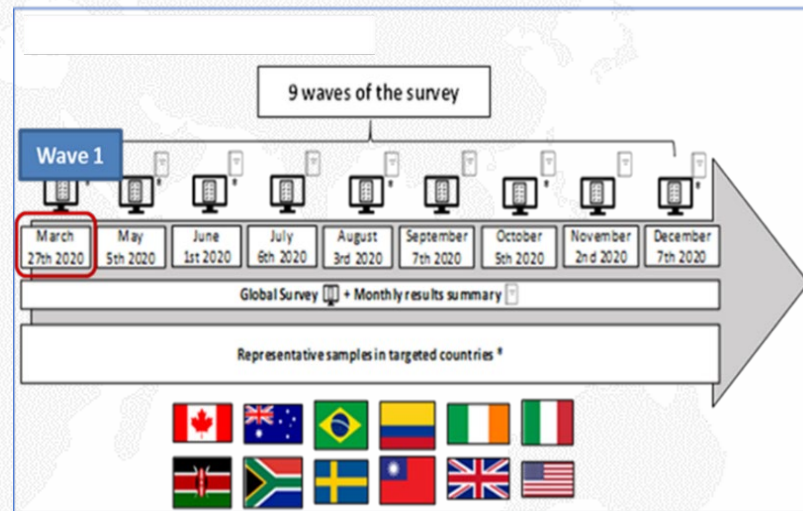 9 waves of the survey
Wave 1
March
27th 2020
May
5th 2020
June
1st 2020
July
6th 2020
August
3rd 2020
September
7th 2020
October
5th 2020
November
2nd 2020
December
7th 2020
Global Survey + Monthly results summary
Representative samples in targeted countries *